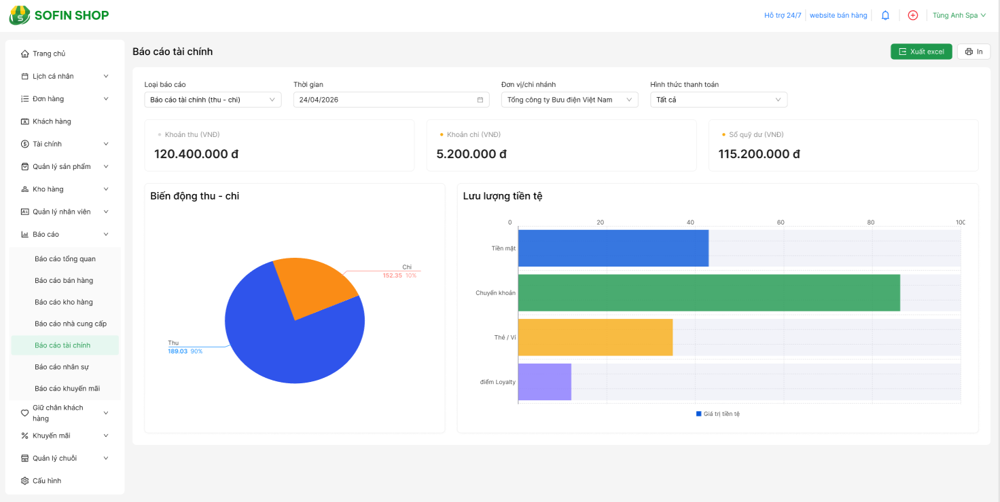 SOFIN SHOP
Hỗ trợ 24/7
website bán hàng
Tùng Anh Spa
Trang chủ
Lịch cá nhân
Đơn hàng
Khách hàng
Tài chính
Quản lý sản phẩm
Kho hàng
Quản lý nhân viên
Báo cáo
Báo cáo tổng quan
Báo cáo bán hàng
Báo cáo kho hàng
Báo cáo nhà cung cấp
Báo cáo tài chính
Báo cáo nhân sự
Báo cáo khuyến mãi
Giữ chân khách
hàng
Khuyến mãi
Quản lý chuỗi
Cấu hình
Báo cáo tài chính
Xuất excel
In
Loại báo cáo
Thời gian
Đơn vị/chi nhánh
Hình thức thanh toán
Báo cáo tài chính (thu - chi)
24/04/2026
Tổng công ty Bưu điện Việt Nam
Tất cả
Khoản thu (VNĐ)
120.400.000 đ
Khoản chi (VNĐ)
5.200.000 đ
Số quỹ dư (VNĐ)
115.200.000 đ
Biến động thu - chi
Chi
152.35 10%
Thu
189.03 90%
Lưu lượng tiền tệ
0 20 40 60 80 100
Tiền mặt
Chuyển khoản
Thẻ / Ví
điểm Loyalty
Giá trị tiền tệ